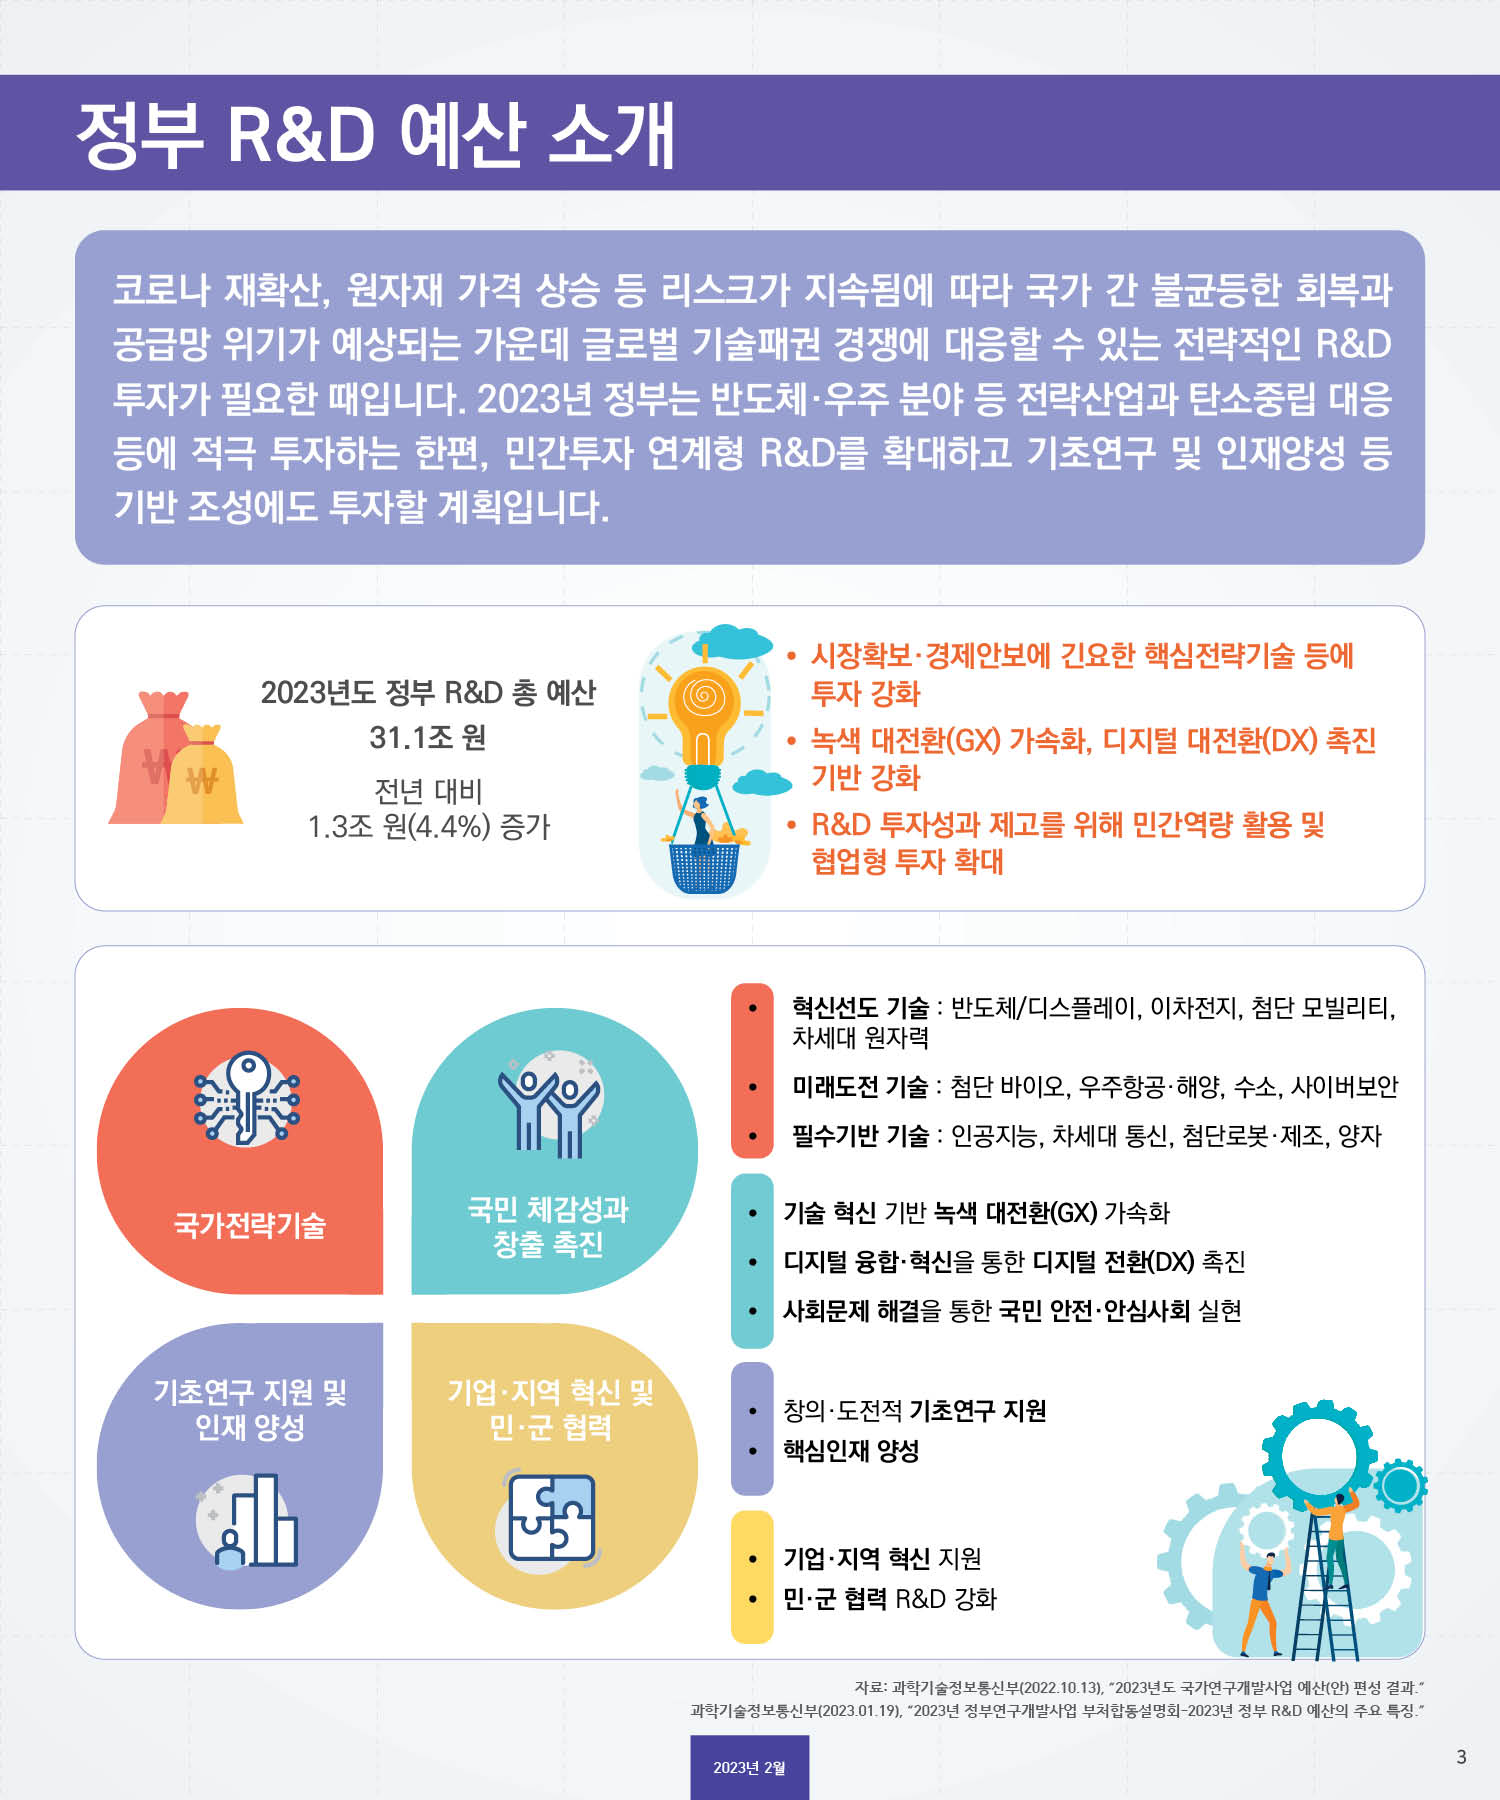 정부 R&D 예산 소개
코로나 재확산, 원자재 가격 상승 등 리스크가 지속됨에 따라 국가 간 불균등한 회복과
공급망 위기가 예상되는 가운데 글로벌 기술패권 경쟁에 대응할 수 있는 전략적인 R&D
투자가 필요한 때입니다. 2023년 정부는 반도체·우주 분야 등 전략산업과 탄소중립 대응
등에 적극 투자하는 한편, 민간투자 연계형 R&D를 확대하고 기초연구 및 인재양성 등
기반 조성에도 투자할 계획입니다.
2023년도 정부 R&D 총 예산
31.1조 원
전년 대비
1.3조 원(4.4%) 증가
• 시장확보·경제안보에 긴요한 핵심전략기술 등에
투자 강화
• 녹색 대전환(GX) 가속화, 디지털 대전환(DX) 촉진
기반 강화
• R&D 투자성과 제고를 위해 민간역량 활용 및
협업형 투자 확대
₩
₩
국가전략기술
국민 체감성과
창출 촉진
기초연구 지원 및
인재 양성
기업·지역 혁신 및
민·군 협력
• 혁신선도 기술 : 반도체/디스플레이, 이차전지, 첨단 모빌리티,
차세대 원자력
• 미래도전 기술 : 첨단 바이오, 우주항공·해양, 수소, 사이버보안
• 필수기반 기술 : 인공지능, 차세대 통신, 첨단로봇·제조, 양자
• 기술 혁신 기반 녹색 대전환(GX) 가속화
• 디지털 융합·혁신을 통한 디지털 전환(DX) 촉진
• 사회문제 해결을 통한 국민 안전·안심사회 실현
• 창의·도전적 기초연구 지원
• 핵심인재 양성
• 기업·지역 혁신 지원
• 민·군 협력 R&D 강화
자료: 과학기술정보통신부(2022.10.13), “2023년도 국가연구개발사업 예산(안) 편성 결과.”
과학기술정보통신부(2023.01.19), “2023년 정부연구개발사업 부처합동설명회-2023년 정부 R&D 예산의 주요 특징.”
2023년 2월
3